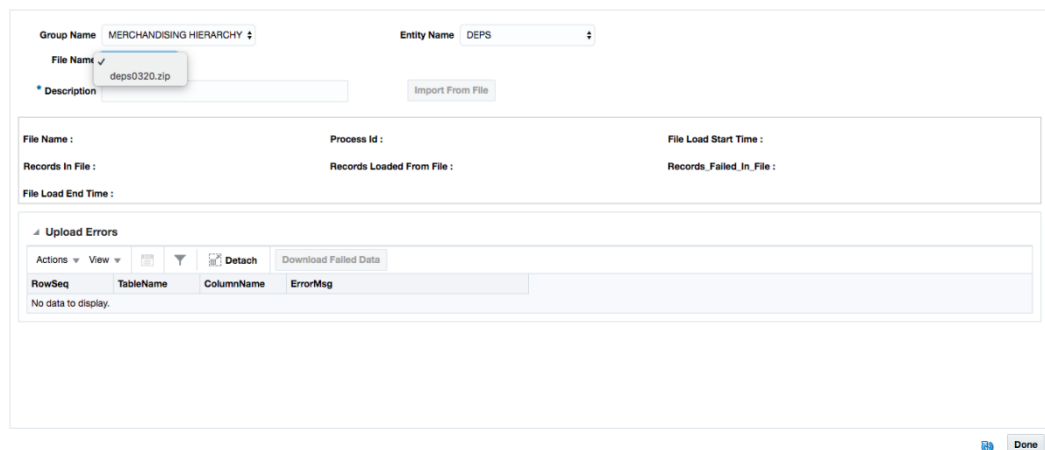 Group Name MERCHANDISING HIERARCHY Entity Name DEPS
File Name
deps0320.zip
* Description Import From File
File Name : Process Id : File Load Start Time :
Records In File : Records Loaded From File : Records_Failed_In_File :
File Load End Time :
Upload Errors
Actions View Detach Download Failed Data
RowSeq TableName ColumnName ErrorMsg
No data to display.
Done